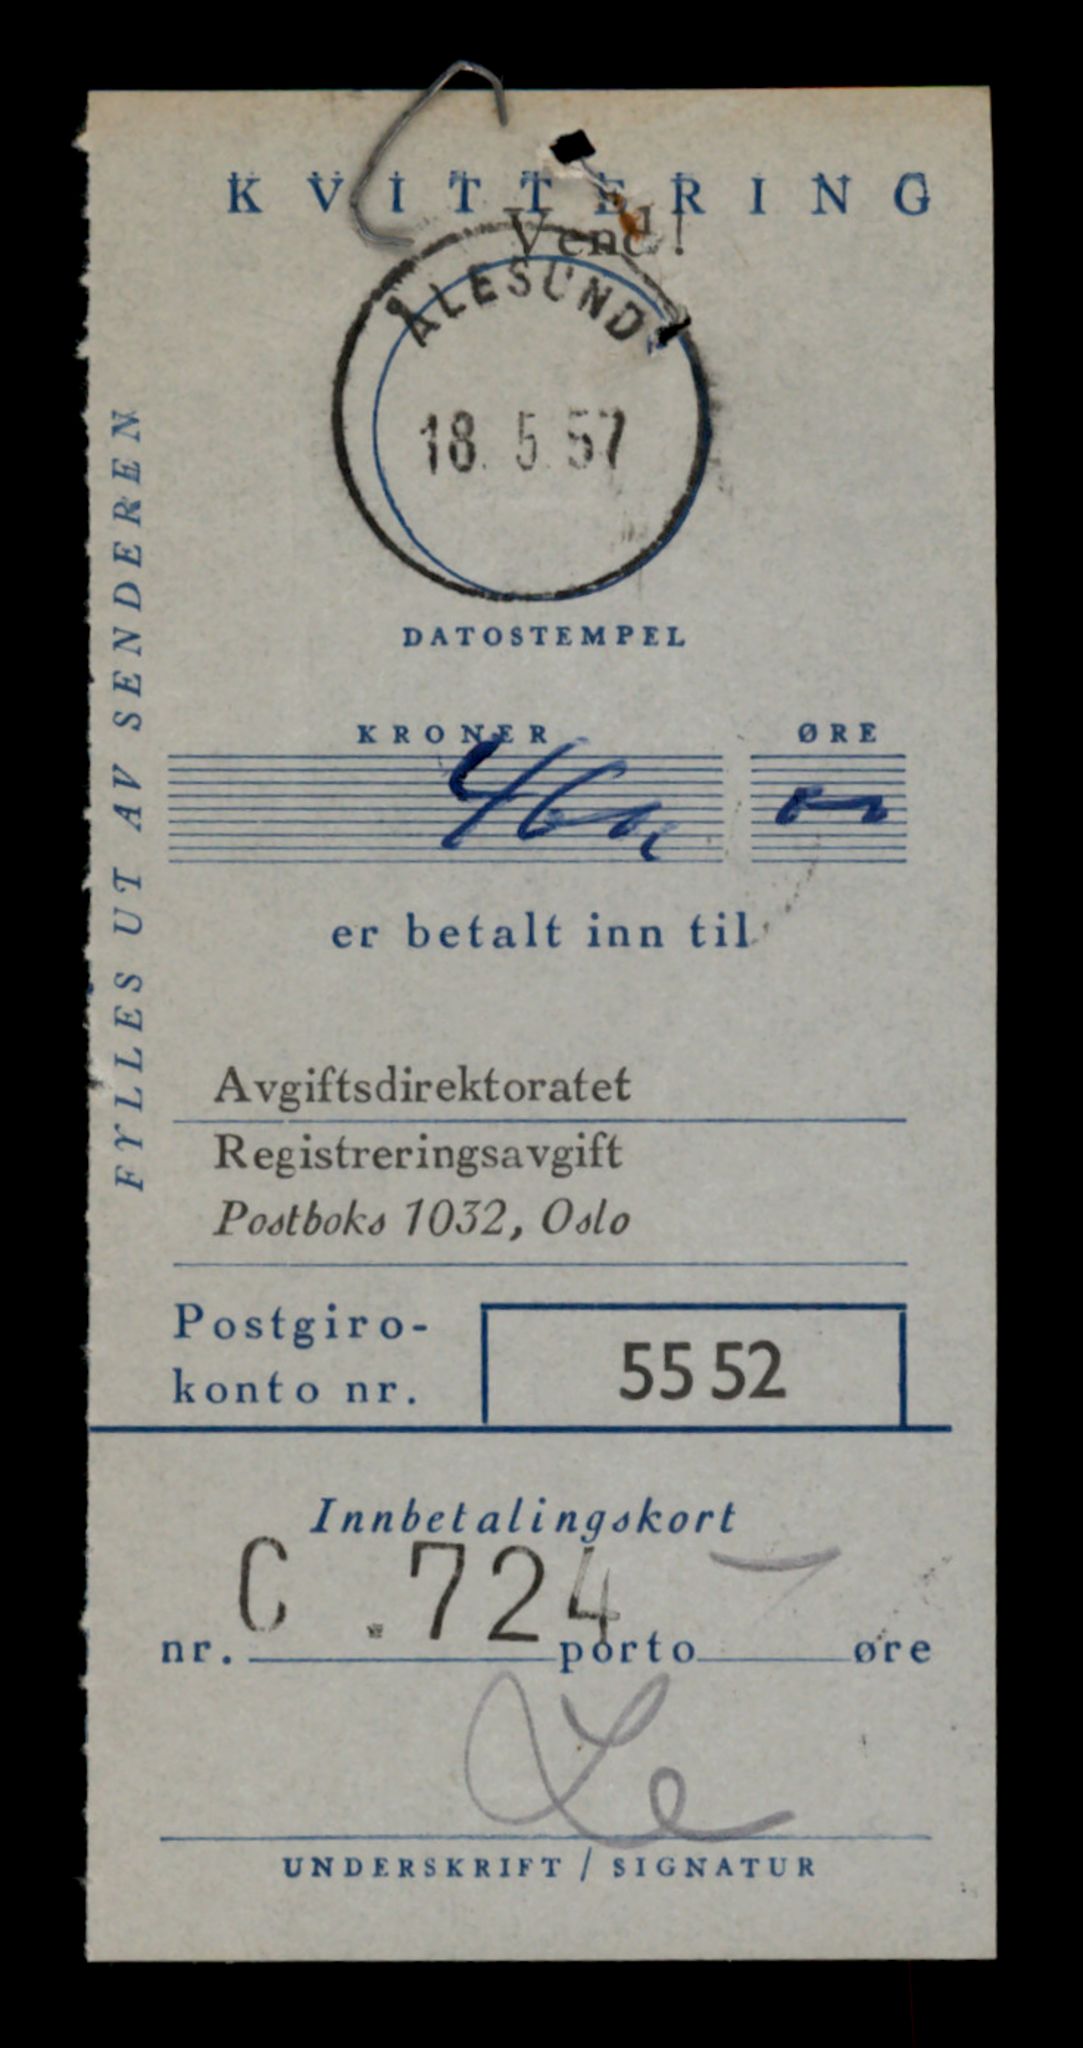 KVITTERING
Vend!
ÅLESUND
18. 5. 57
DATOSTEMPEL
FYLLES UT AV SENDEREN
KRONER ØRE
er betalt inn til
Avgiftsdirektoratet
Registreringsavgift
Postboks 1032, Oslo
Postgiro-
konto nr. 55 52
Innbetalingskort
C .724
nr. porto øre
UNDERSKRIFT / SIGNATUR